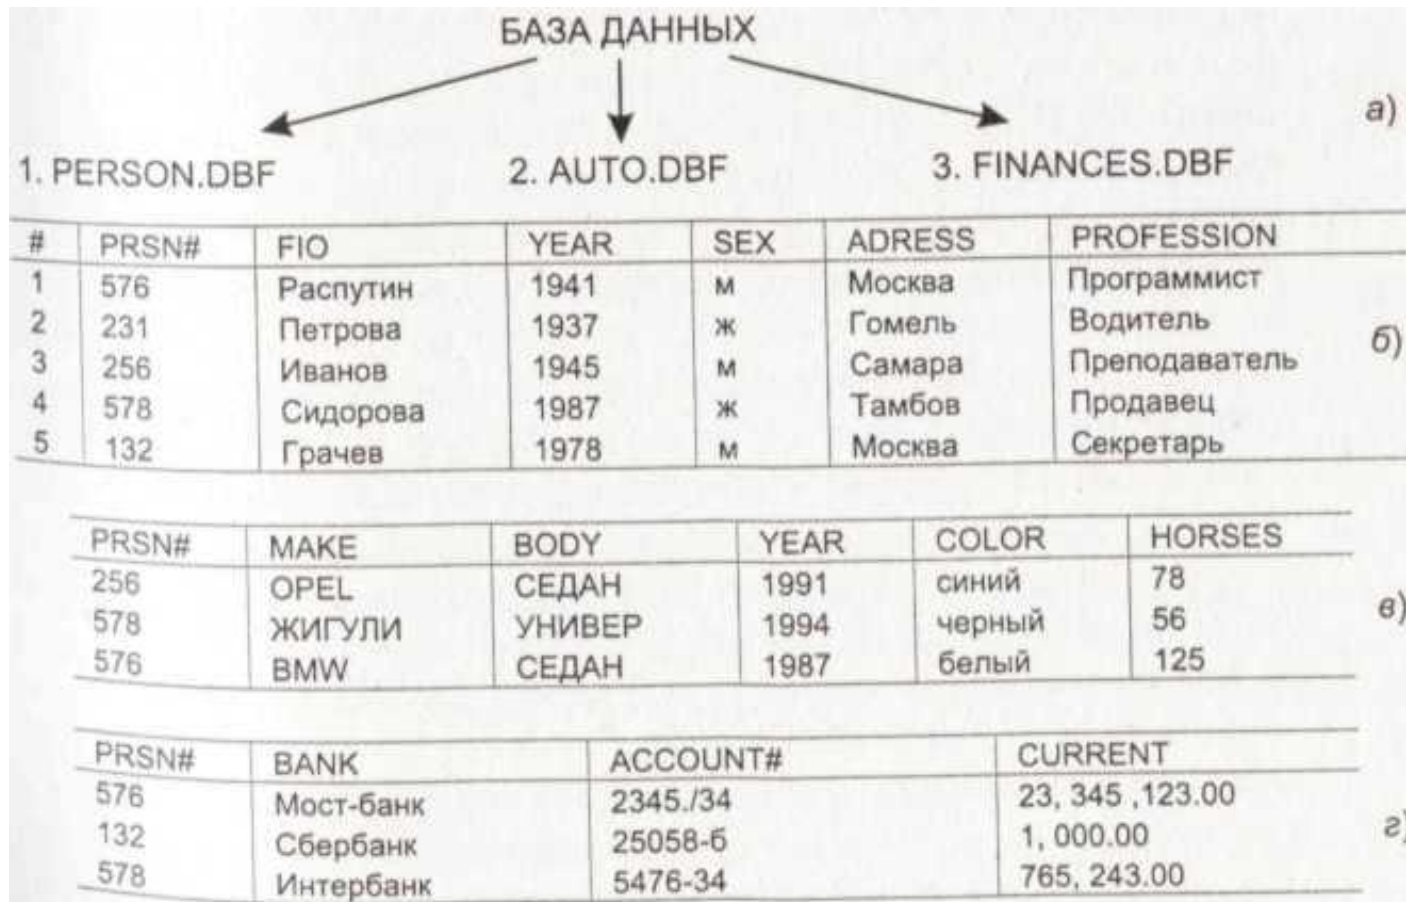 БАЗА ДАННЫХ
а)
1. PERSON.DBF 2. AUTO.DBF 3. FINANCES.DBF
# PRSN# FIO YEAR SEX ADRESS PROFESSION
1 576 Распутин 1941 м Москва Программист
2 231 Петрова 1937 ж Гомель Водитель
б)
3 256 Иванов 1945 м Самара Преподаватель
4 578 Сидорова 1987 ж Тамбов Продавец
5 132 Грачев 1978 м Москва Секретарь
PRSN# MAKE BODY YEAR COLOR HORSES
256 OPEL СЕДАН 1991 синий 78
578 ЖИГУЛИ УНИВЕР 1994 черный 56
в)
576 BMW СЕДАН 1987 белый 125
PRSN# BANK ACCOUNT# CURRENT
576 Мост-банк 2345./34 23, 345 ,123.00
132 Сбербанк 25058-б 1, 000.00
г)
578 Интербанк 5476-34 765, 243.00